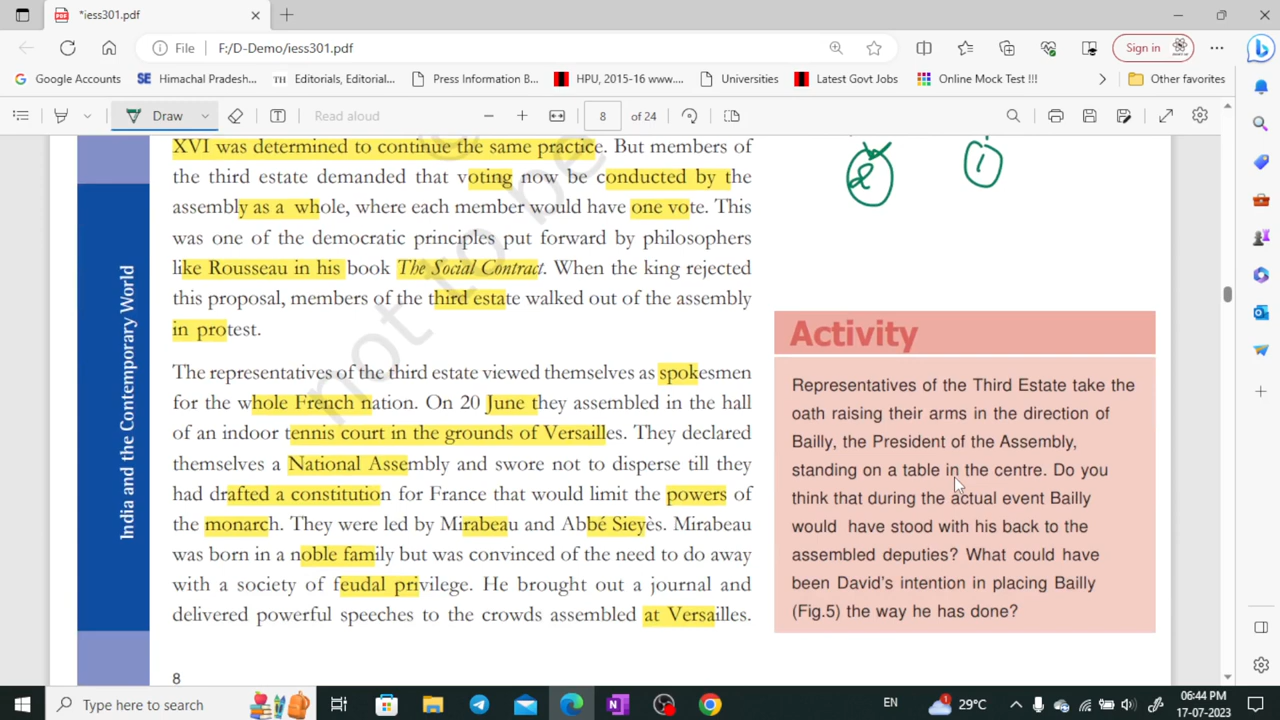 *iess301.pdf
File F:/D-Demo/iess301.pdf Sign in
Google Accounts SE Himachal Pradesh... TH Editorials, Editorial... Press Information B... HPU, 2015-16 www.... Universities Latest Govt Jobs Online Mock Test !!! Other favorites
Draw Read aloud 8 of 24
XVI was determined to continue the same practice. But members of
the third estate demanded that voting now be conducted by the
assembly as a whole, where each member would have one vote. This
was one of the democratic principles put forward by philosophers
like Rousseau in his book The Social Contract. When the king rejected
this proposal, members of the third estate walked out of the assembly
in protest.
The representatives of the third estate viewed themselves as spokesmen
for the whole French nation. On 20 June they assembled in the hall
of an indoor tennis court in the grounds of Versailles. They declared
themselves a National Assembly and swore not to disperse till they
had drafted a constitution for France that would limit the powers of
the monarch. They were led by Mirabeau and Abbé Sieyès. Mirabeau
was born in a noble family but was convinced of the need to do away
with a society of feudal privilege. He brought out a journal and
delivered powerful speeches to the crowds assembled at Versailles.
8
India and the Contemporary World
not to be
2 1
Activity
Representatives of the Third Estate take the
oath raising their arms in the direction of
Bailly, the President of the Assembly,
standing on a table in the centre. Do you
think that during the actual event Bailly
would have stood with his back to the
assembled deputies? What could have
been David's intention in placing Bailly
(Fig.5) the way he has done?
Type here to search EN 1 29°C 06:44 PM
17-07-2023